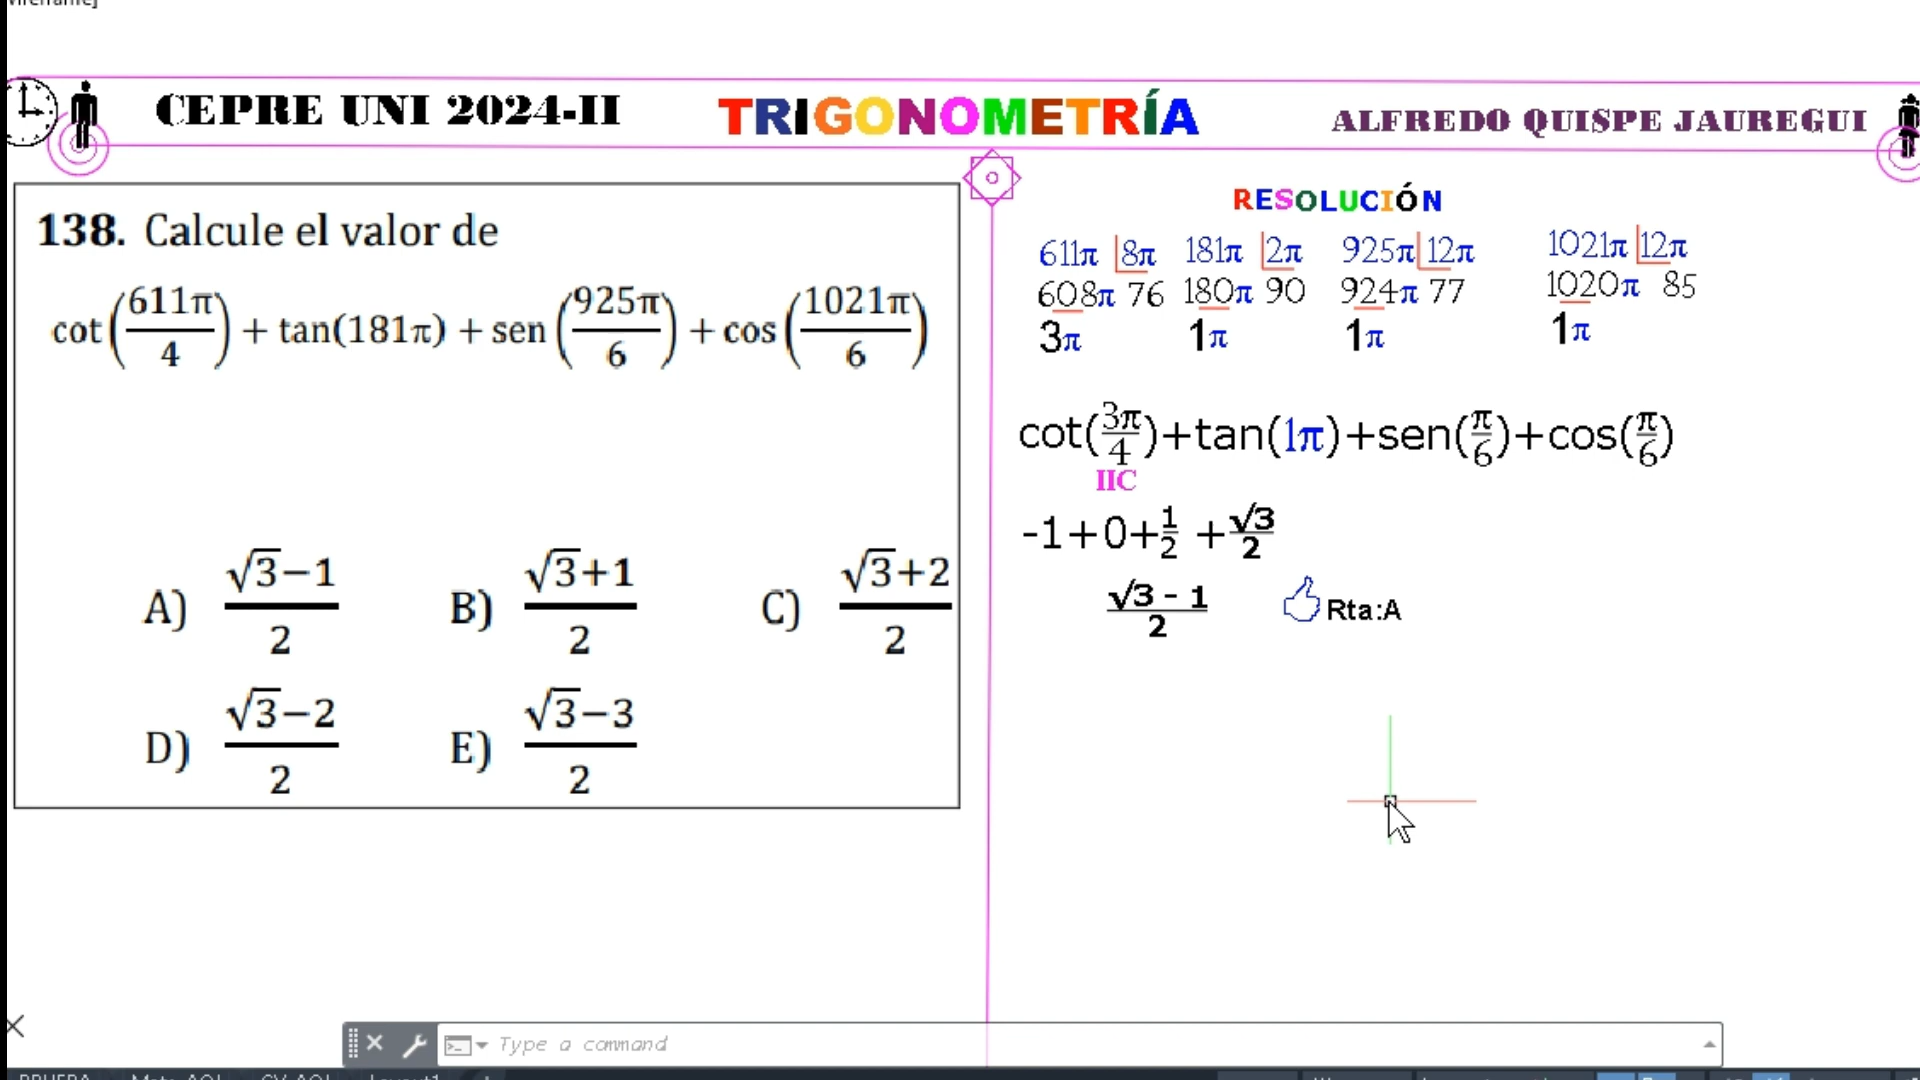 CEPRE UNI 2024-II
TRIGONOMETRÍA
ALFREDO QUISPE JAUREGUI
138. Calcule el valor de
cot(611π/4) + tan(181π) + sen(925π/6) + cos(1021π/6)
A) √3−1/2 B) √3+1/2 C) √3+2/2
D) √3−2/2 E) √3−3/2
RESOLUCIÓN
611π 8π 181π 2π 925π 12π 1021π 12π
608π 76 180π 90 924π 77 1020π 85
3π 1π 1π 1π
cot(3π/4)+tan(1π)+sen(π/6)+cos(π/6)
IIC
-1+0+1/2 +√3/2
√3 - 1/2 Rta:A
Type a command